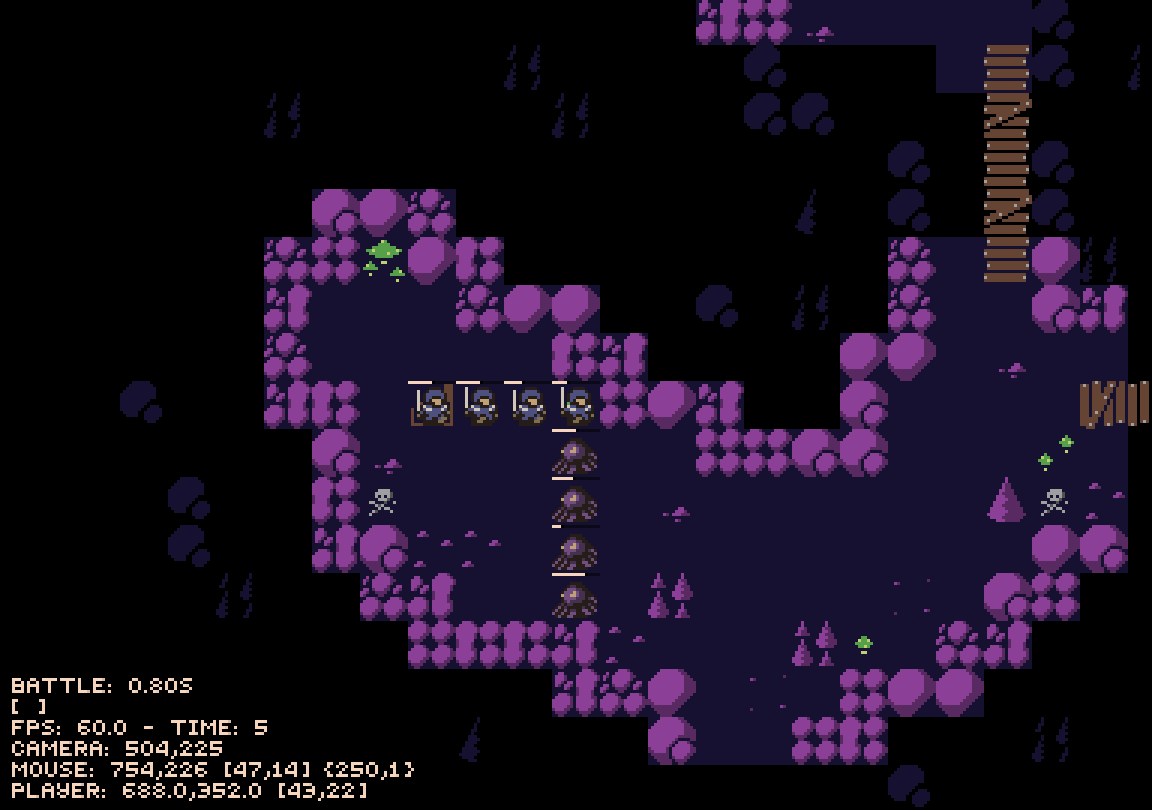 BATTLE: 0.80S
[ ]
FPS: 60.0 - TIME: 5
CAMERA: 504,225
MOUSE: 754,226 [47,14] {250,1}
PLAYER: 688.0,352.0 [43,22]